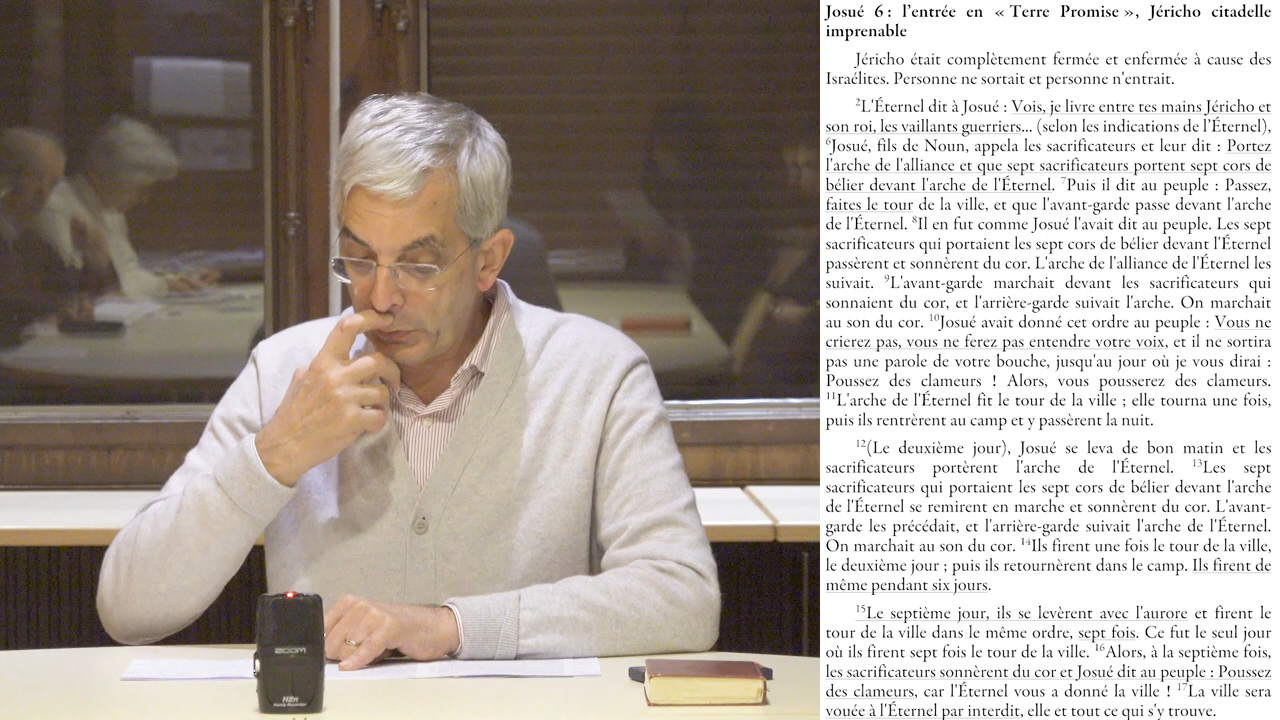 Josué 6 : l'entrée en « Terre Promise », Jéricho citadelle
imprenable
Jéricho était complètement fermée et enfermée à cause des
Israélites. Personne ne sortait et personne n'entrait.
2L'Éternel dit à Josué : Vois, je livre entre tes mains Jéricho et
son roi, les vaillants guerriers... (selon les indications de l'Éternel),
6Josué, fils de Noun, appela les sacrificateurs et leur dit : Portez
l'arche de l'alliance et que sept sacrificateurs portent sept cors de
bélier devant l'arche de l'Éternel. 7Puis il dit au peuple : Passez,
faites le tour de la ville, et que l'avant-garde passe devant l'arche
de l'Éternel. 8Il en fut comme Josué l'avait dit au peuple. Les sept
sacrificateurs qui portaient les sept cors de bélier devant l'Éternel
passèrent et sonnèrent du cor. L'arche de l'alliance de l'Éternel les
suivait. 9L'avant-garde marchait devant les sacrificateurs qui
sonnaient du cor, et l'arrière-garde suivait l'arche. On marchait
au son du cor. 10Josué avait donné cet ordre au peuple : Vous ne
crierez pas, vous ne ferez pas entendre votre voix, et il ne sortira
pas une parole de votre bouche, jusqu'au jour où je vous dirai :
Poussez des clameurs ! Alors, vous pousserez des clameurs.
11L'arche de l'Éternel fit le tour de la ville ; elle tourna une fois,
puis ils rentrèrent au camp et y passèrent la nuit.
12(Le deuxième jour), Josué se leva de bon matin et les
sacrificateurs portèrent l'arche de l'Éternel. 13Les sept
sacrificateurs qui portaient les sept cors de bélier devant l'arche
de l'Éternel se remirent en marche et sonnèrent du cor. L'avant-
garde les précédait, et l'arrière-garde suivait l'arche de l'Éternel.
On marchait au son du cor. 14Ils firent une fois le tour de la ville,
le deuxième jour ; puis ils retournèrent dans le camp. Ils firent de
même pendant six jours.
15Le septième jour, ils se levèrent avec l'aurore et firent le
tour de la ville dans le même ordre, sept fois. Ce fut le seul jour
où ils firent sept fois le tour de la ville. 16Alors, à la septième fois,
les sacrificateurs sonnèrent du cor et Josué dit au peuple : Poussez
des clameurs, car l'Éternel vous a donné la ville ! 17La ville sera
vouée à l'Éternel par interdit, elle et tout ce qui s'y trouve.
ZOOM
H2n
Handy Recorder